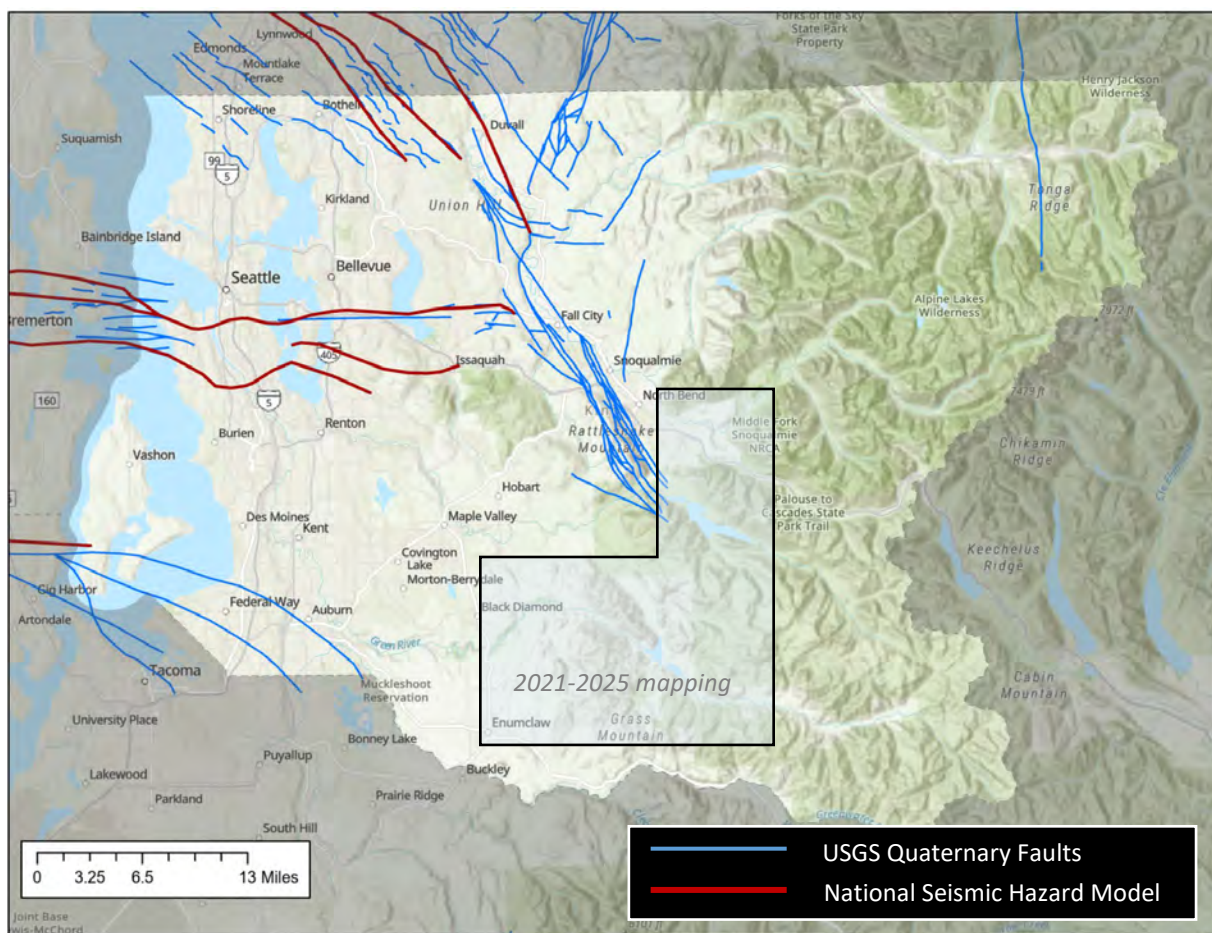 Lynnwood
Edmonds
Mountlake
Terrace
Forks of the Sky
State Park
Property
Henry Jackson
Wilderness
Shoreline
Bothell
Duvall
Suquamish
99
5
Kirkland
Union Hill
Tonga
Ridge
Bainbridge Island
Seattle
Bellevue
Alpine Lakes
Wilderness
7972 ft
Bremerton
Fall City
405
Issaquah
Snoqualmie
160
5
North Bend
7479 ft
Rattlesnake
Mountain
Middle Fork
Snoqualmie
NRCA
Chikamin
Ridge
Burien
Renton
Vashon
Hobart
Palouse to
Cascades State
Park Trail
Des Moines
Kent
Maple Valley
Keechelus
Ridge
Covington
Lake
Morton-Berrydale
Gig Harbor
Artondale
Federal Way
Auburn
Black Diamond
Green River
Tacoma
Muckleshoot
Reservation
2021-2025 mapping
Cabin
Mountain
University Place
Enumclaw
Grass
Mountain
Bonney Lake
Puyallup
Buckley
Lakewood
Parkland
Prairie Ridge
South Hill
0 3.25 6.5 13 Miles
USGS Quaternary Faults
National Seismic Hazard Model
Joint Base